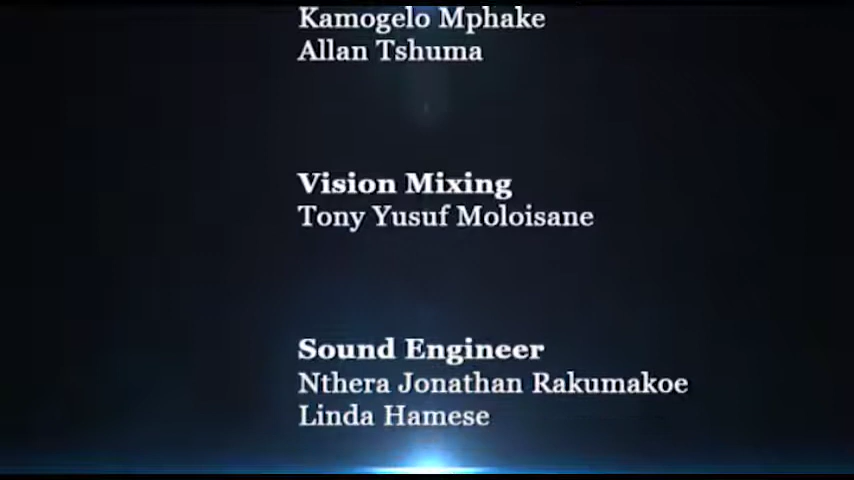 Kamogelo Mphake
Allan Tshuma
Vision Mixing
Tony Yusuf Moloisane
Sound Engineer
Nthera Jonathan Rakumakoe
Linda Hamese